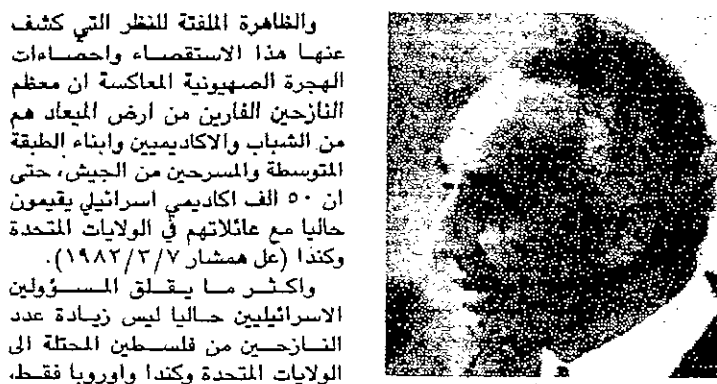 والظاهرة الملفتة للنظر التي كشف
عنها هذا الاستقصاء واحصاءات
الهجرة الصهيونية المعاكسة ان معظم
النازحين الفارين من ارض الميعاد هم
من الشباب والاكاديميين وابناء الطبقة
المتوسطة والمسرحين من الجيش، حتى
ان ٥٠ الف اكاديمي اسرائيلي يقيمون
حاليا مع عائلاتهم في الولايات المتحدة
وكندا (عل همشار ١٩٨٢/٣/٧).
واكثر ما يقلق المسؤولين
الاسرائيليين حاليا ليس زيادة عدد
النازحين من فلسطين المحتلة الى
الولايات المتحدة وكندا واوروبا فقط،